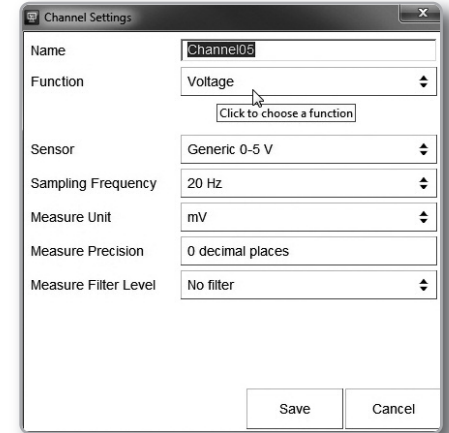 Channel Settings
x
Name Channel05
Function Voltage
Click to choose a function
Sensor Generic 0-5 V
Sampling Frequency 20 Hz
Measure Unit mV
Measure Precision 0 decimal places
Measure Filter Level No filter
Save Cancel